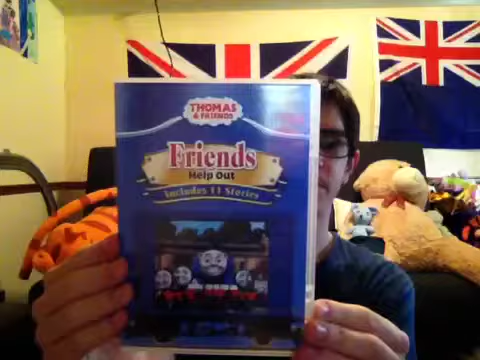 THOMAS
& FRIENDS
Friends
Help Out
Includes 11 Stories